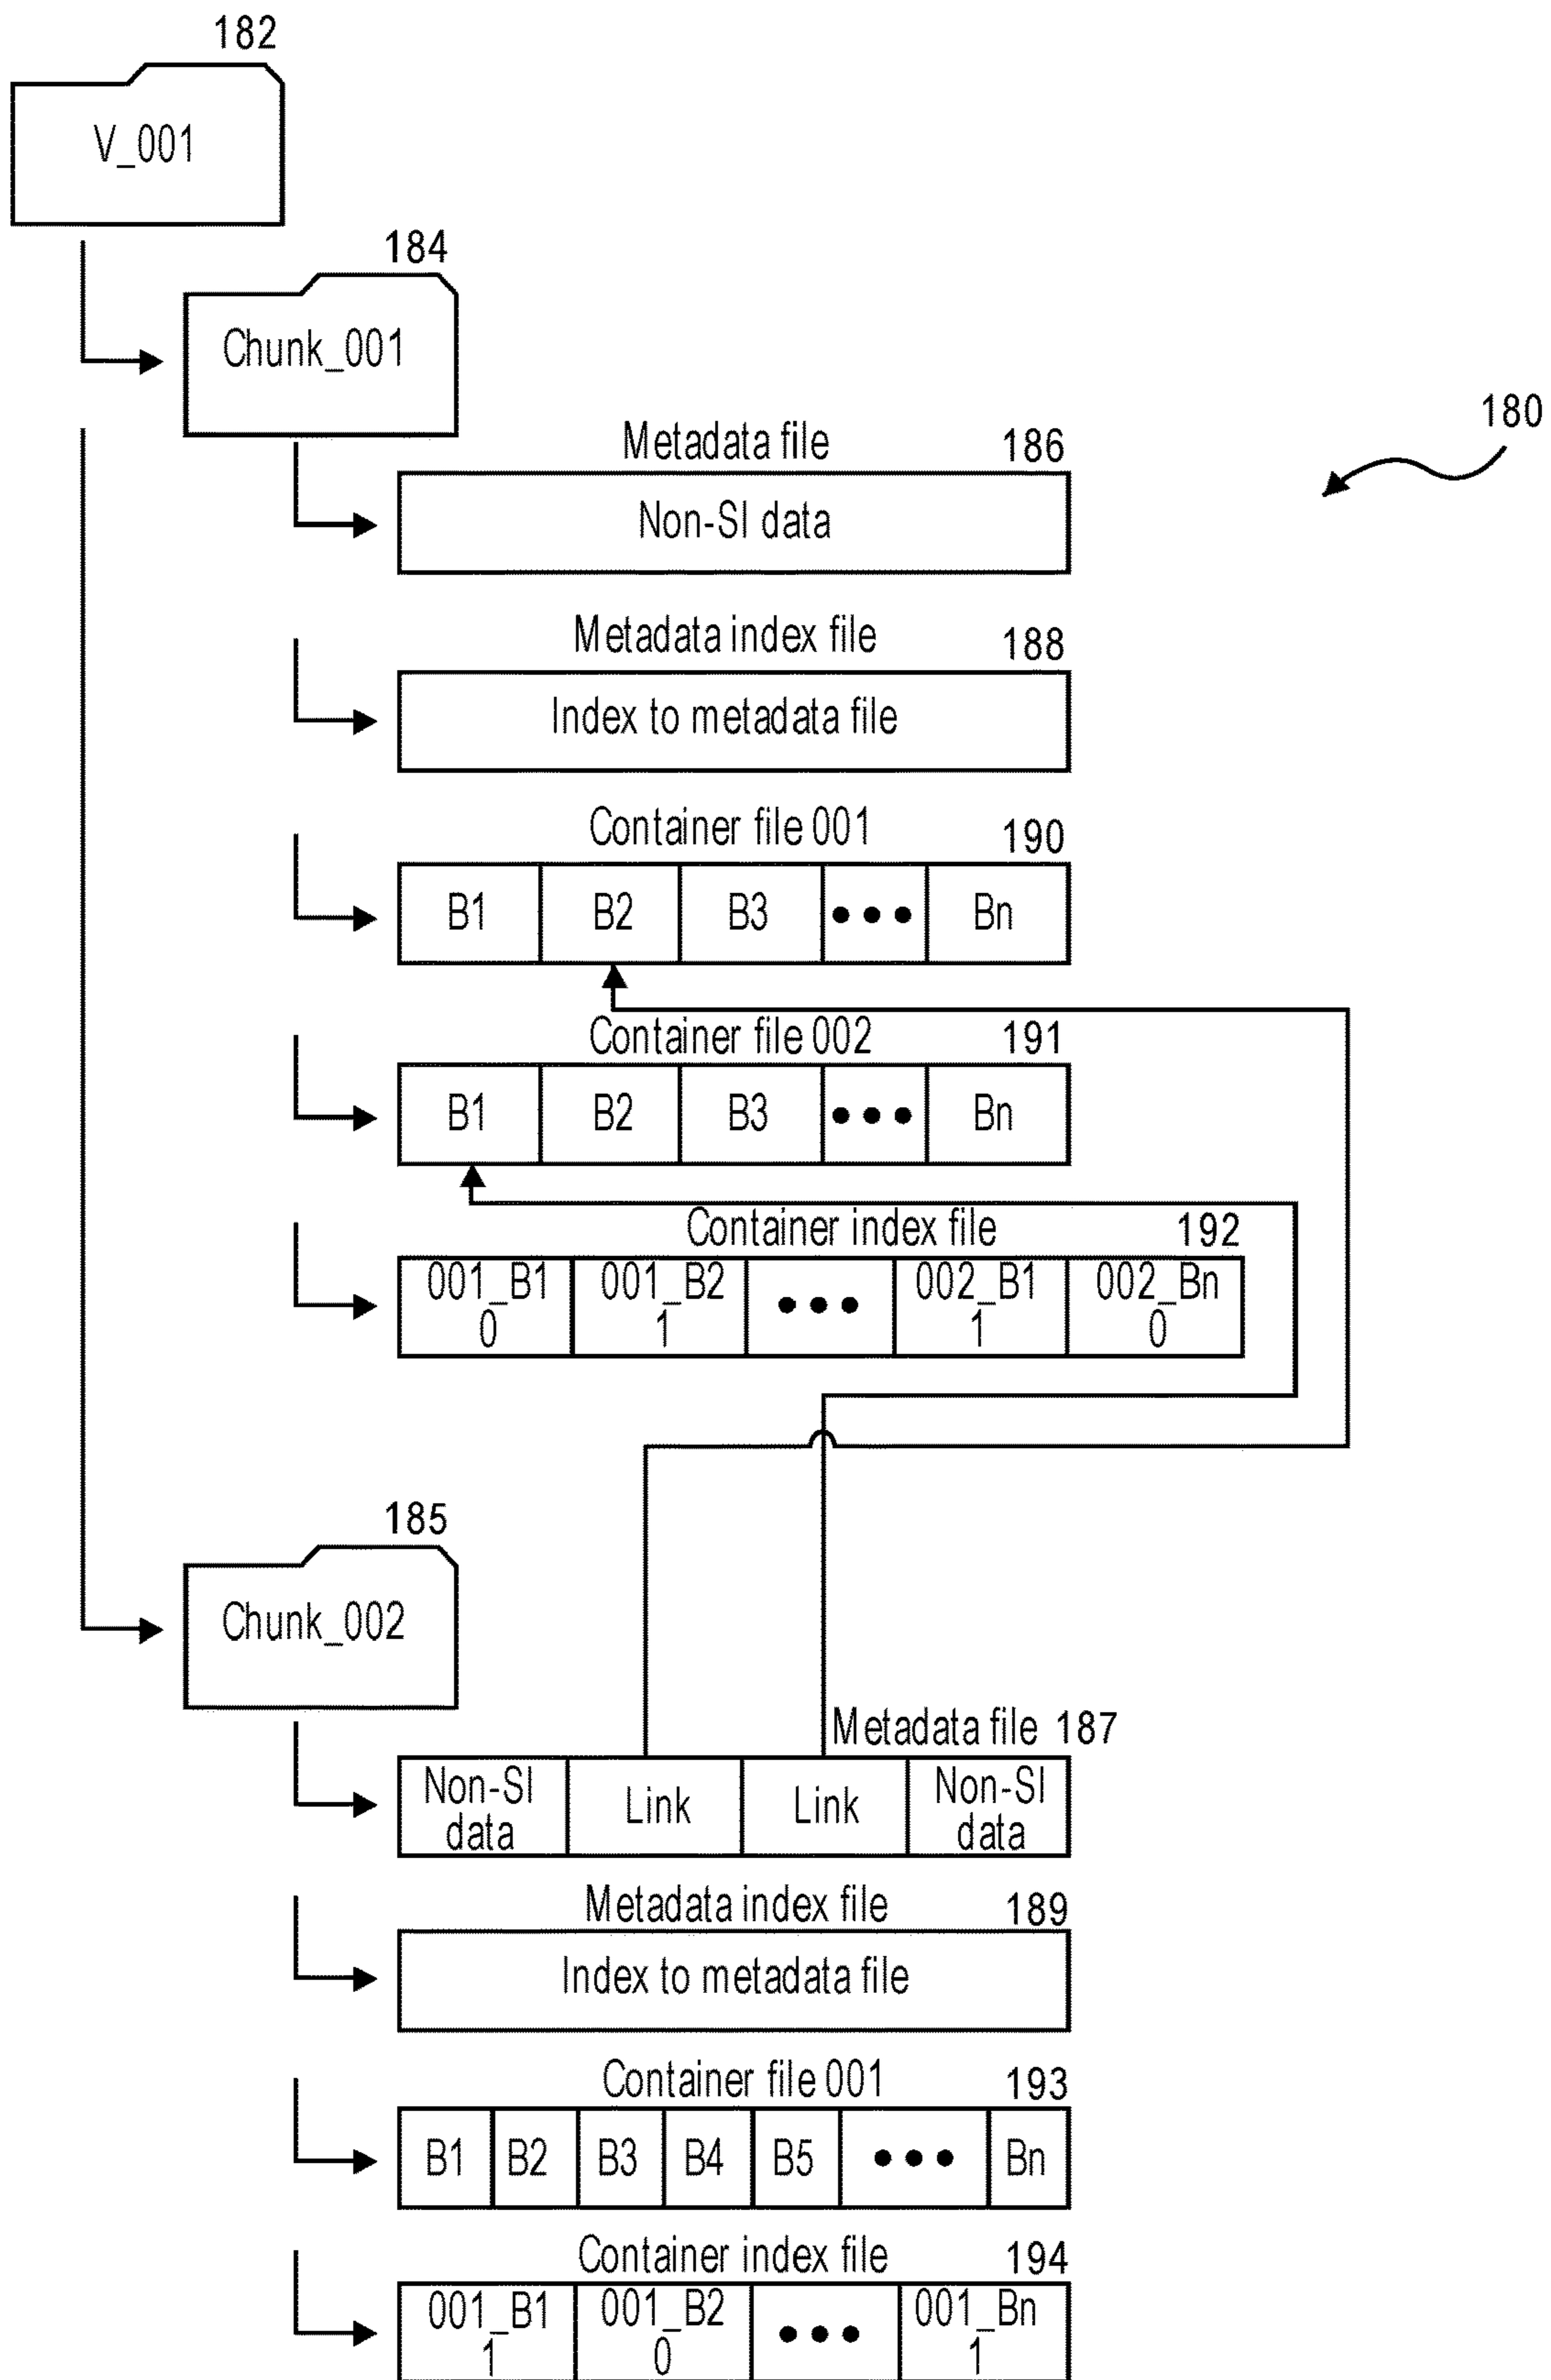 182
V_001
184
Chunk_001
180
Metadata file 186
Non-SI data
Metadata index file 188
Index to metadata file
Container file 001 190
B1 B2 B3 ••• Bn
Container file 002 191
B1 B2 B3 ••• Bn
Container index file 192
001_B1 001_B2 ••• 002_B1 002_Bn
0 1 1 0
185
Chunk_002
Metadata file 187
Non-SI Link Link Non-SI
data data
Metadata index file 189
Index to metadata file
Container file 001 193
B1 B2 B3 B4 B5 ••• Bn
Container index file 194
001_B1 001_B2 ••• 001_Bn
1 0 1